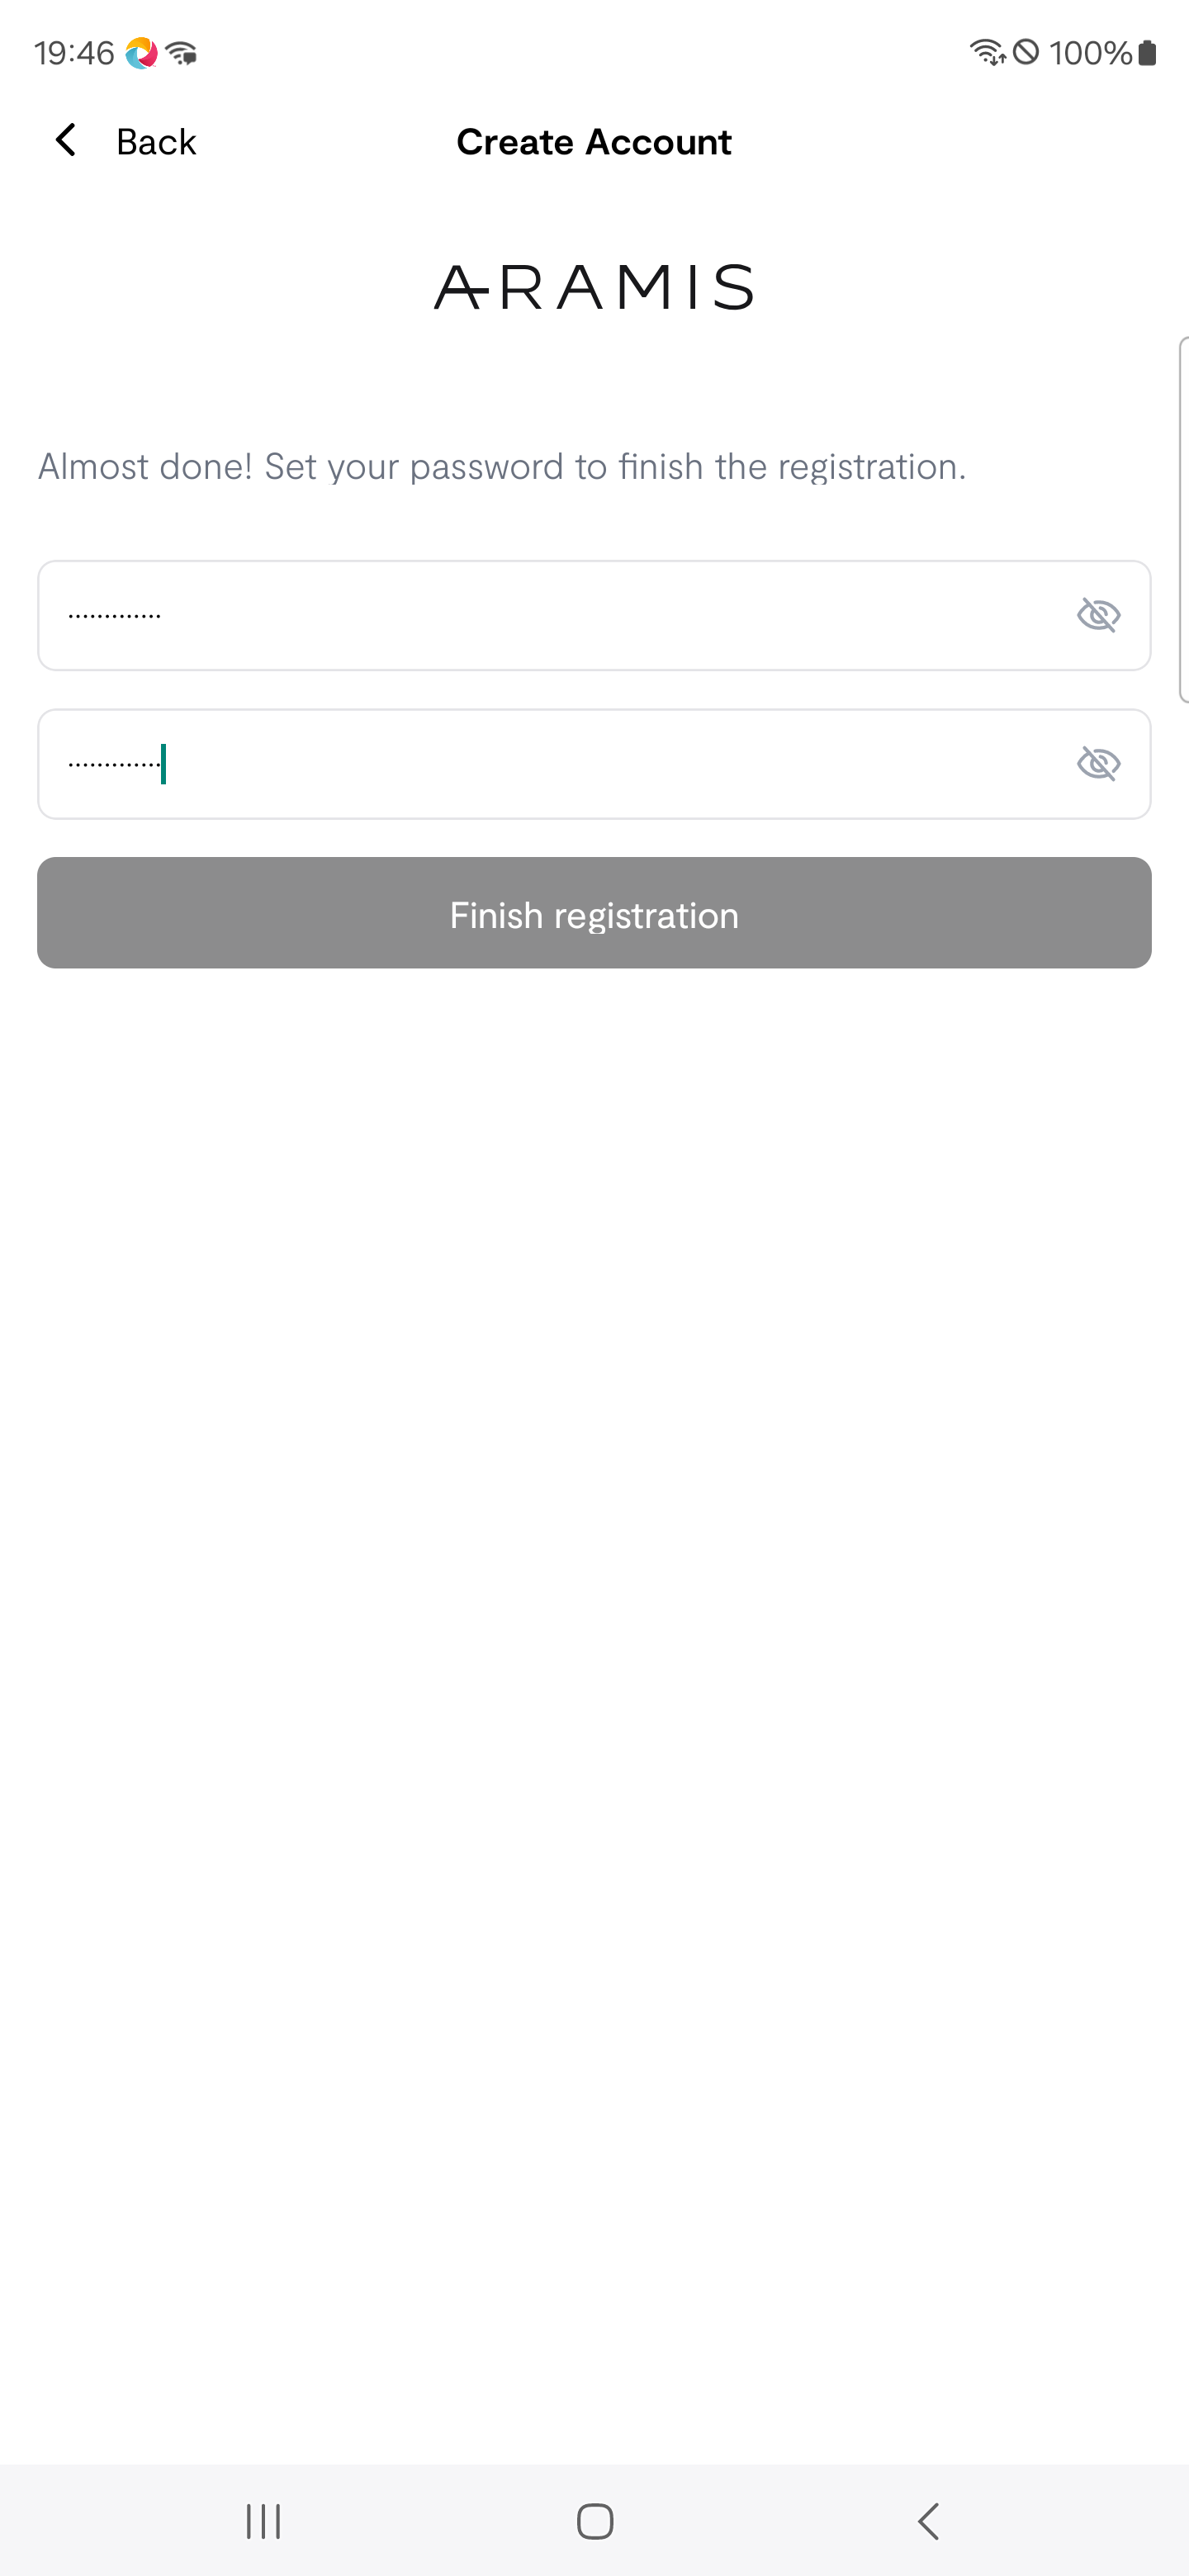 19:46
100%
Back
Create Account
ARAMIS
Almost done! Set your password to finish the registration.
•••••••••••••
•••••••••••••
Finish registration